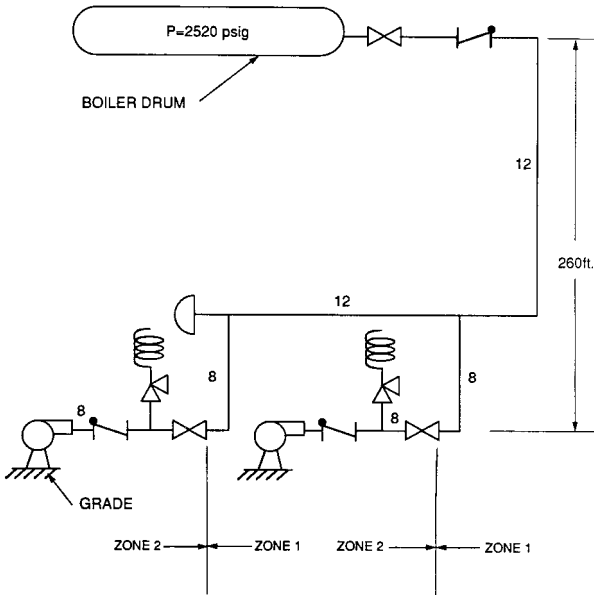 P=2520 psig
BOILER DRUM
12
260ft.
12
8
8
8
8
GRADE
ZONE 2
ZONE 1
ZONE 2
ZONE 1